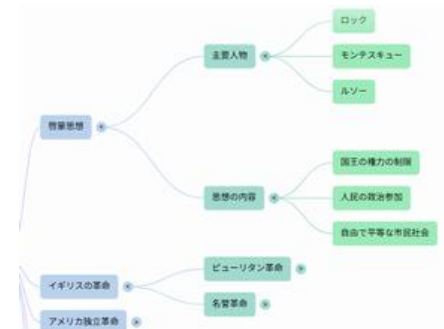 ロック
主要人物
モンテスキュー
ルソー
啓蒙思想
国王の権力の制限
思想の内容
人民の政治参加
自由で平等な市民社会
ピューリタン革命
イギリスの革命
名誉革命
アメリカ独立革命